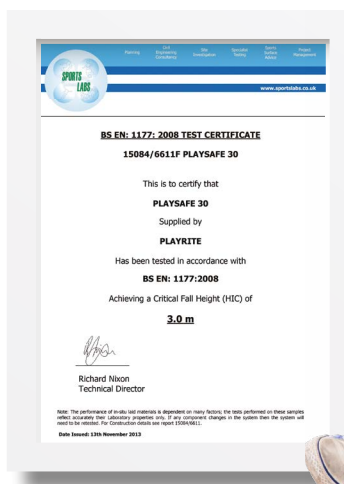 Planning
Civil Engineering Consultancy
Site Investigation
Specialist Testing
Sports Surface Advice
Project Management
SPORTS
LABS
www.sportslabs.co.uk
BS EN: 1177: 2008 TEST CERTIFICATE
15084/6611F PLAYSAFE 30
This is to certify that
PLAYSAFE 30
Supplied by
PLAYRITE
Has been tested in accordance with
BS EN: 1177:2008
Achieving a Critical Fall Height (HIC) of
3.0 m
Richard Nixon
Technical Director
Note: The performance of in-situ laid materials is dependent on many factors; the tests performed on these samples
reflect accurately their Laboratory properties only. If any component changes in the system then the system will
need to be retested. For Construction details see report 15084/6611.
Date Issued: 13th November 2013